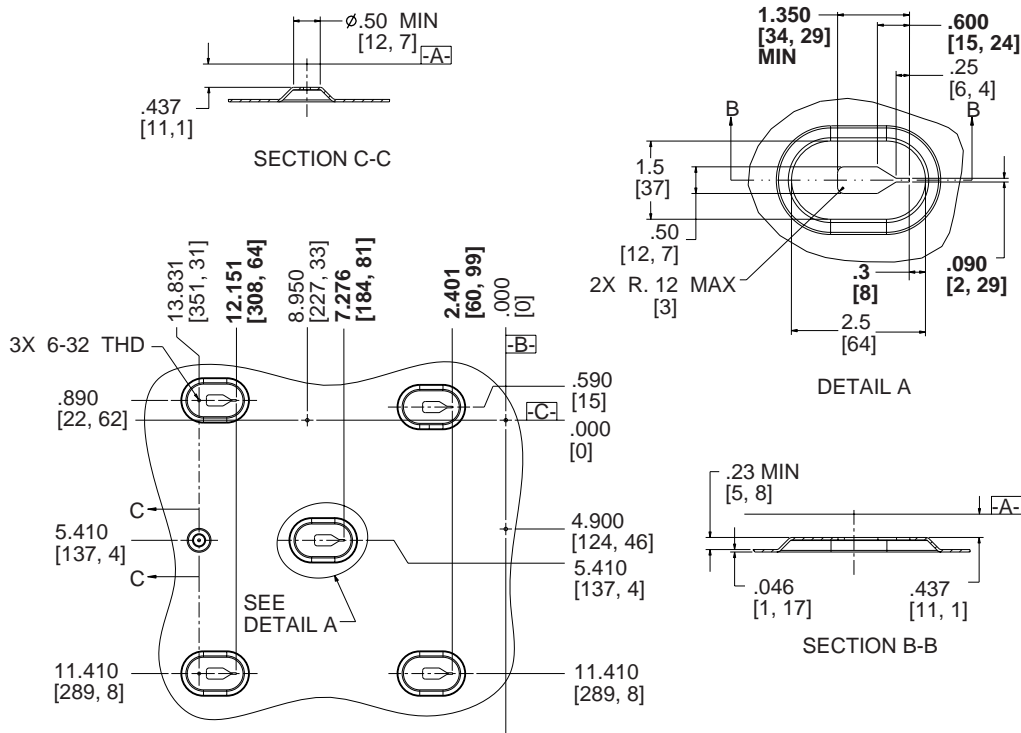 Ø.50 MIN
[12, 7]
-A-
.437
[11,1]
SECTION C-C
1.350
[34, 29]
MIN
.600
[15, 24]
.25
[6, 4]
B
B
1.5
[37]
.50
[12, 7]
2X R. 12 MAX
[3]
.3
[8]
.090
[2, 29]
2.5
[64]
DETAIL A
13.831
[351, 31]
12.151
[308, 64]
8.950
[227, 33]
7.276
[184, 81]
2.401
[60, 99]
.000
[0]
-B-
3X 6-32 THD
.890
[22, 62]
.590
[15]
-C-
.000
[0]
C
5.410
[137, 4]
C
4.900
[124, 46]
5.410
[137, 4]
SEE
DETAIL A
11.410
[289, 8]
11.410
[289, 8]
.23 MIN
[5, 8]
-A-
.046
[1, 17]
.437
[11, 1]
SECTION B-B